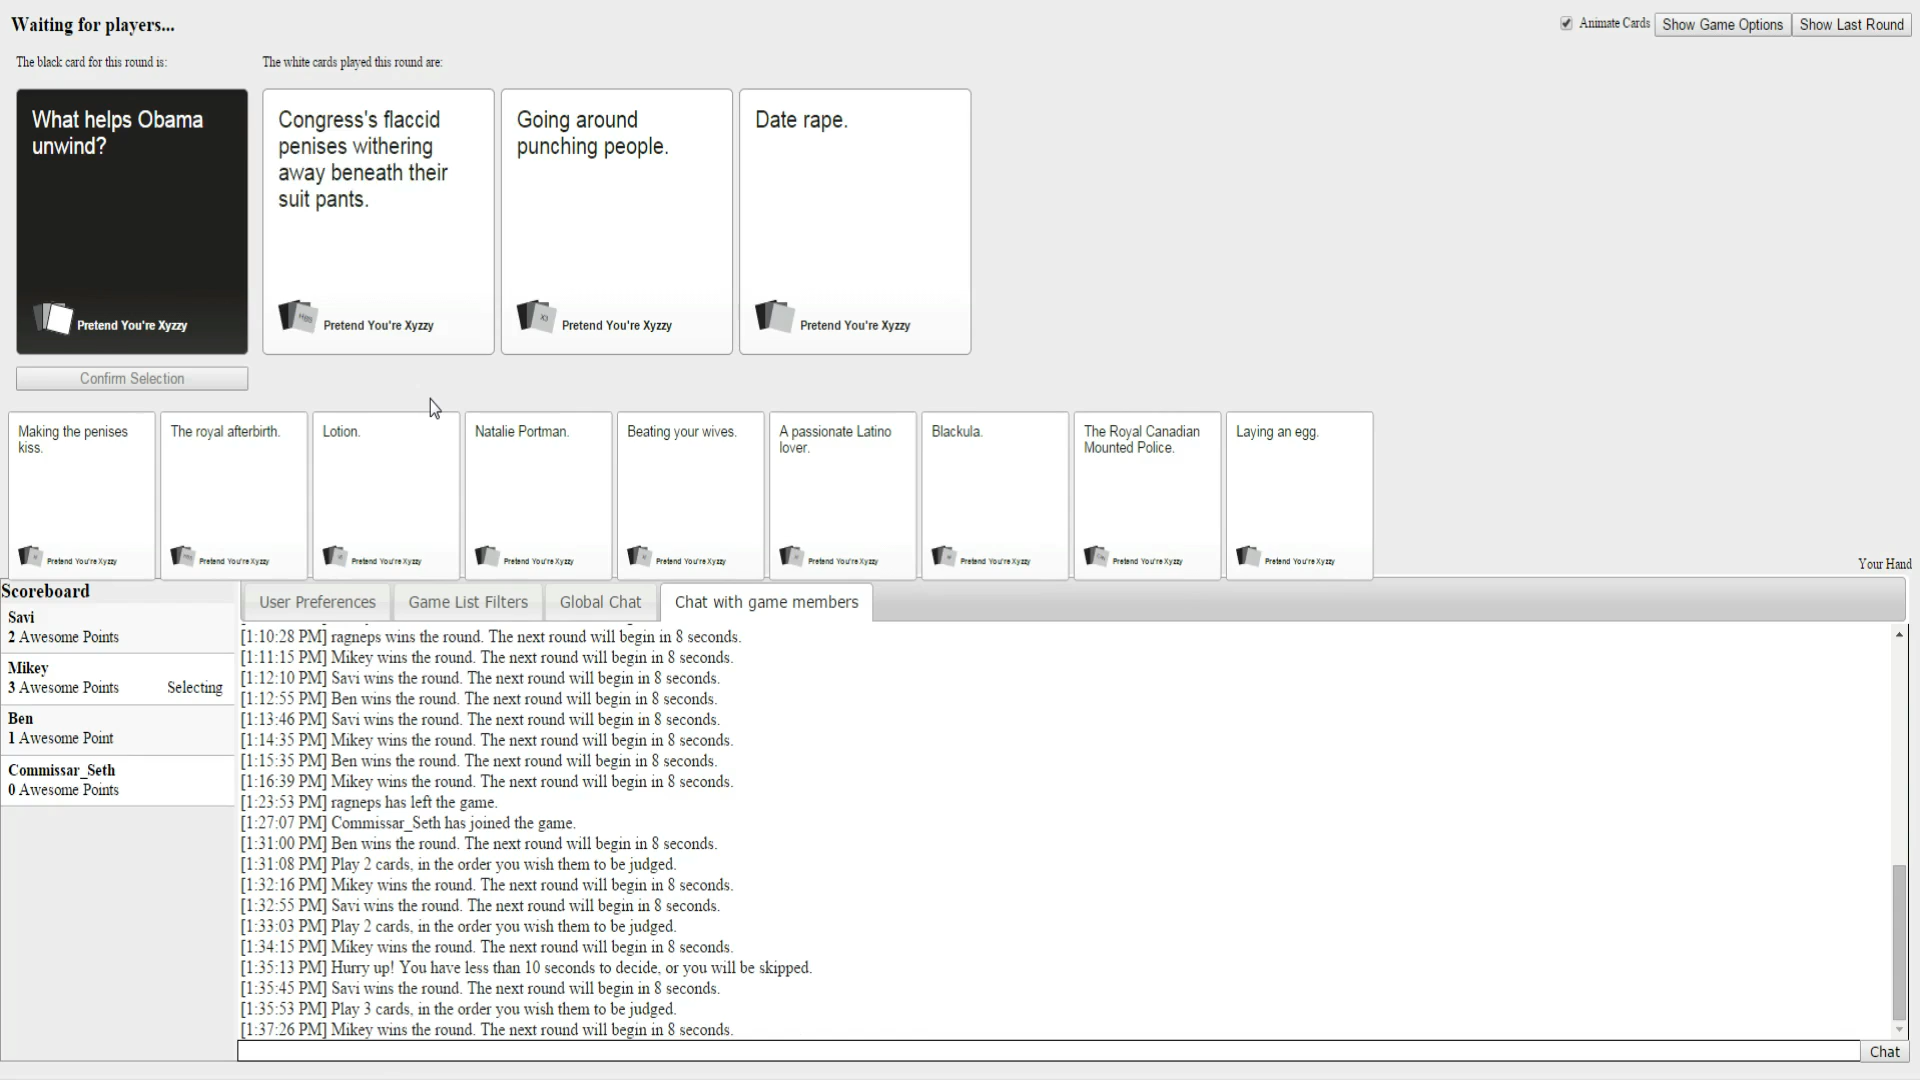 Waiting for players...
Animate Cards
Show Game Options
Show Last Round
The black card for this round is:
The white cards played this round are:
What helps Obama
unwind?
Pretend You're Xyzzy
Congress's flaccid
penises withering
away beneath their
suit pants.
Pretend You're Xyzzy
Going around
punching people.
X3
Pretend You're Xyzzy
Date rape.
Pretend You're Xyzzy
Confirm Selection
Making the penises
kiss.
Pretend You're Xyzzy
The royal afterbirth.
Pretend You're Xyzzy
Lotion.
Pretend You're Xyzzy
Natalie Portman.
Pretend You're Xyzzy
Beating your wives.
Pretend You're Xyzzy
A passionate Latino
lover.
Pretend You're Xyzzy
Blackula.
Pretend You're Xyzzy
The Royal Canadian
Mounted Police.
Pretend You're Xyzzy
Laying an egg.
Pretend You're Xyzzy
Your Hand
Scoreboard
Savi
2 Awesome Points
Mikey
3 Awesome Points
Selecting
Ben
1 Awesome Point
Commissar_Seth
0 Awesome Points
User Preferences
Game List Filters
Global Chat
Chat with game members
[1:10:28 PM] ragneps wins the round. The next round will begin in 8 seconds.
[1:11:15 PM] Mikey wins the round. The next round will begin in 8 seconds.
[1:12:10 PM] Savi wins the round. The next round will begin in 8 seconds.
[1:12:55 PM] Ben wins the round. The next round will begin in 8 seconds.
[1:13:46 PM] Savi wins the round. The next round will begin in 8 seconds.
[1:14:35 PM] Mikey wins the round. The next round will begin in 8 seconds.
[1:15:35 PM] Ben wins the round. The next round will begin in 8 seconds.
[1:16:39 PM] Mikey wins the round. The next round will begin in 8 seconds.
[1:23:53 PM] ragneps has left the game.
[1:27:07 PM] Commissar_Seth has joined the game.
[1:31:00 PM] Ben wins the round. The next round will begin in 8 seconds.
[1:31:08 PM] Play 2 cards, in the order you wish them to be judged.
[1:32:16 PM] Mikey wins the round. The next round will begin in 8 seconds.
[1:32:55 PM] Savi wins the round. The next round will begin in 8 seconds.
[1:33:03 PM] Play 2 cards, in the order you wish them to be judged.
[1:34:15 PM] Mikey wins the round. The next round will begin in 8 seconds.
[1:35:13 PM] Hurry up! You have less than 10 seconds to decide, or you will be skipped.
[1:35:45 PM] Savi wins the round. The next round will begin in 8 seconds.
[1:35:53 PM] Play 3 cards, in the order you wish them to be judged.
[1:37:26 PM] Mikey wins the round. The next round will begin in 8 seconds.
Chat